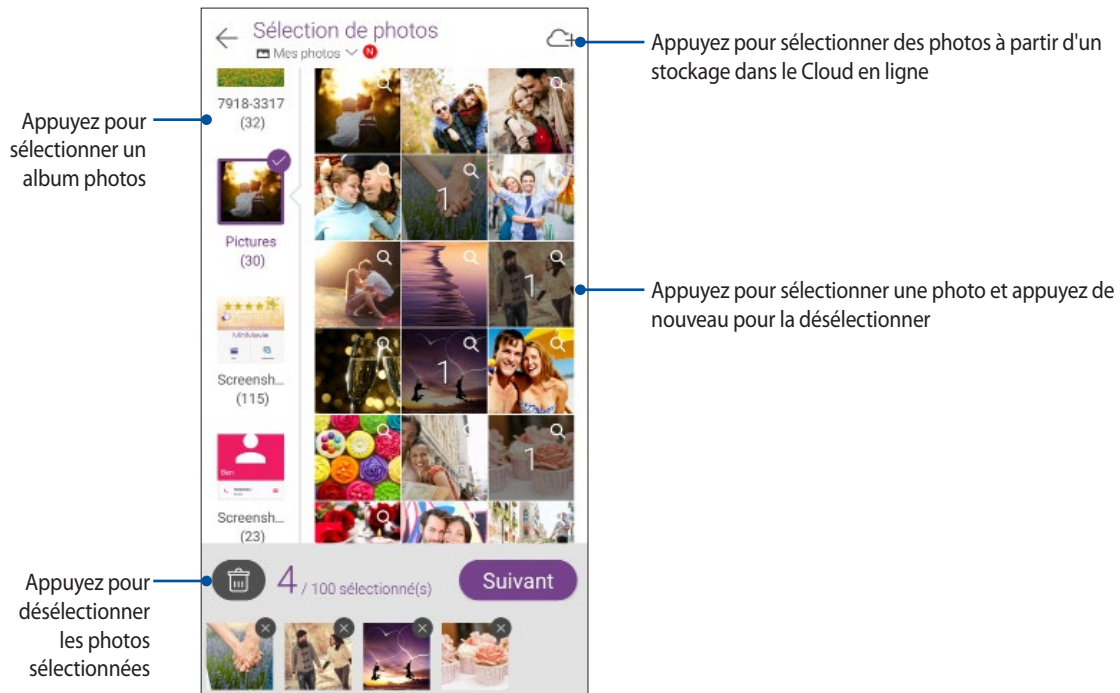 Sélection de photos
Mes photos N
Appuyez pour sélectionner des photos à partir d'un
stockage dans le Cloud en ligne
7918-3317
(32)
Appuyez pour
sélectionner un
album photos
Pictures
(30)
1
1
Appuyez pour sélectionner une photo et appuyez de
nouveau pour la désélectionner
MiniMovie
Screensh...
(115)
1
1
Ben
Screensh...
(23)
Appuyez pour
désélectionner
les photos
sélectionnées
4 / 100 sélectionné(s)
Suivant